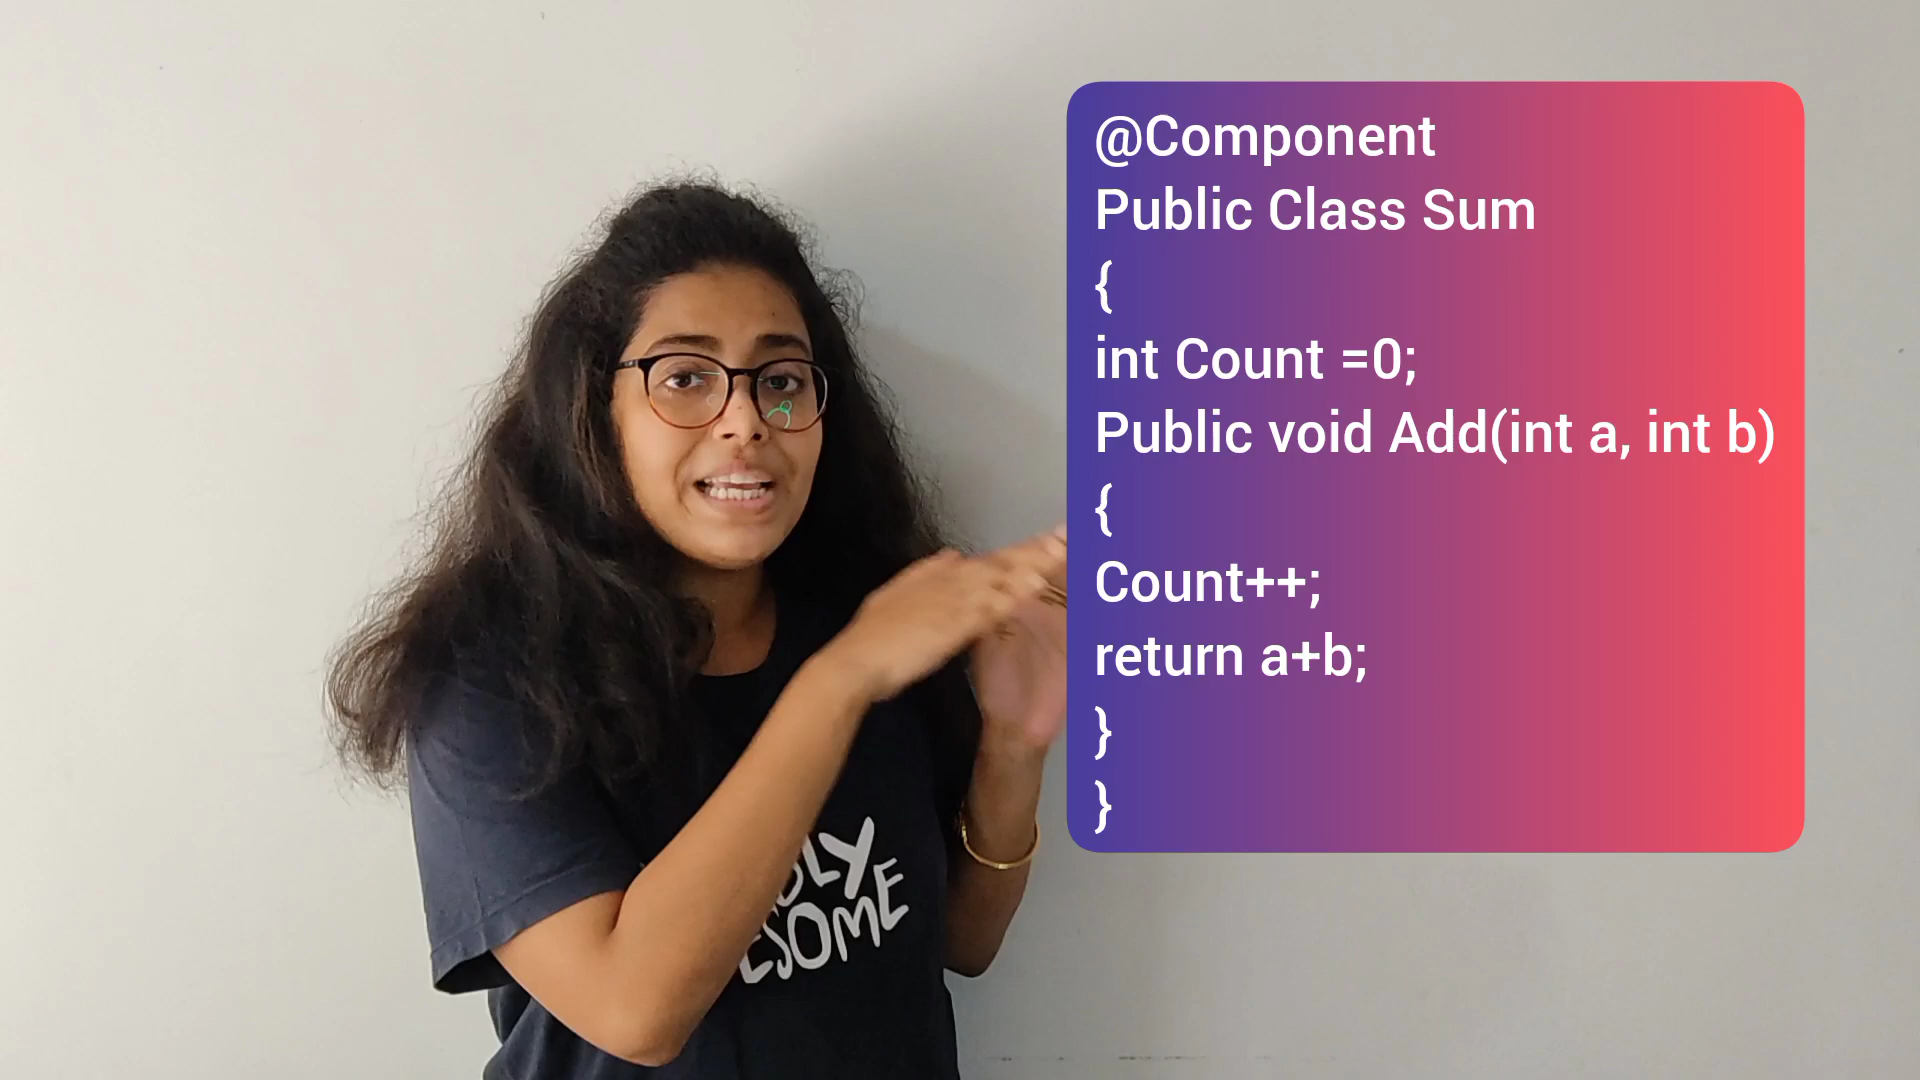 @Component
Public Class Sum
{
int Count =0;
Public void Add(int a, int b)
{
Count++;
return a+b;
}
}